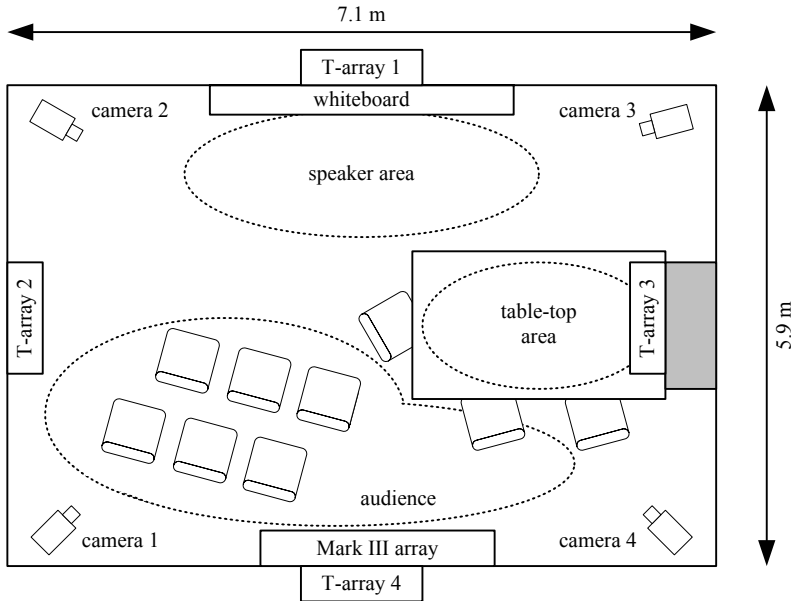 7.1 m
T-array 1
camera 2
whiteboard
camera 3
speaker area
T-array 2
table-top
area
T-array 3
5.9 m
audience
camera 1
Mark III array
camera 4
T-array 4